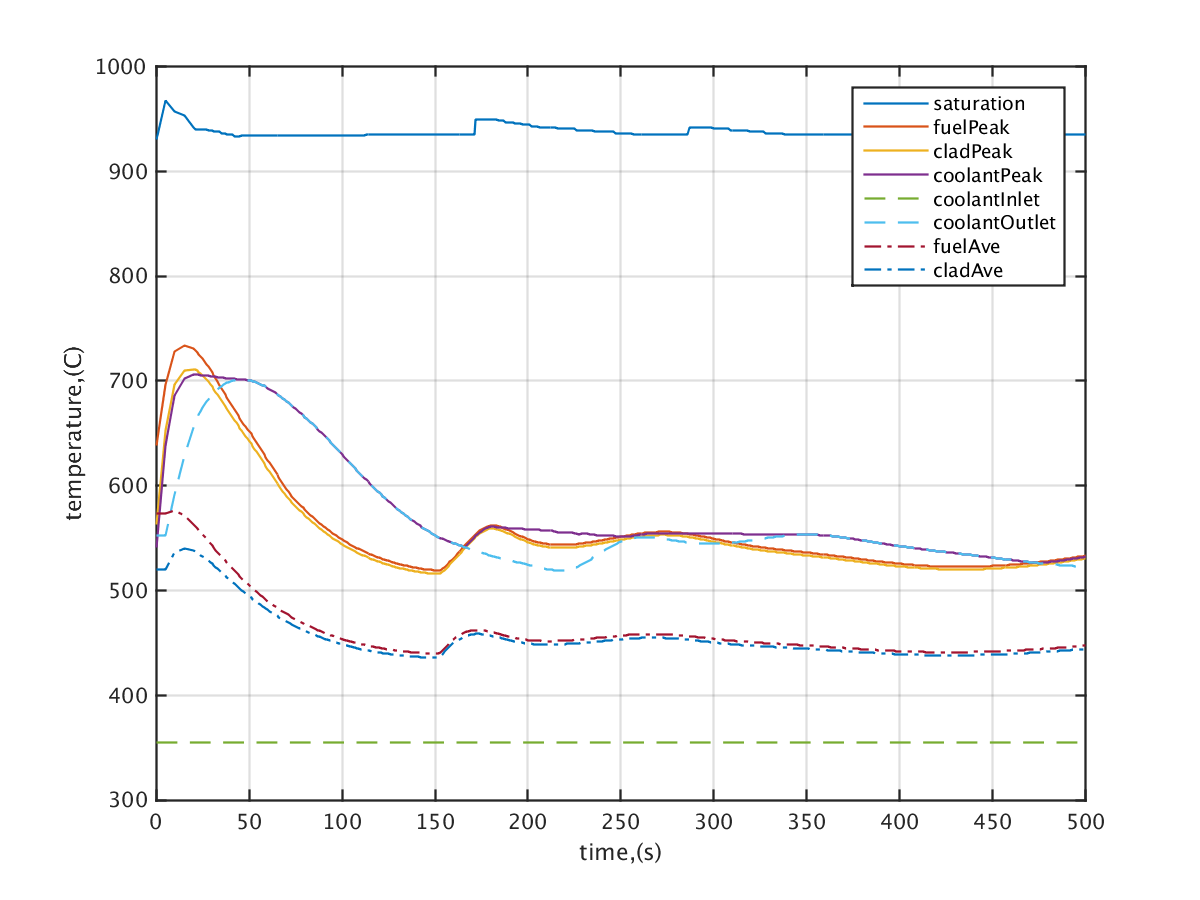 1000
900
800
700
600
500
400
300
temperature,(C)
0 50 100 150 200 250 300 350 400 450 500
time,(s)
saturation
fuelPeak
cladPeak
coolantPeak
coolantInlet
coolantOutlet
fuelAve
cladAve